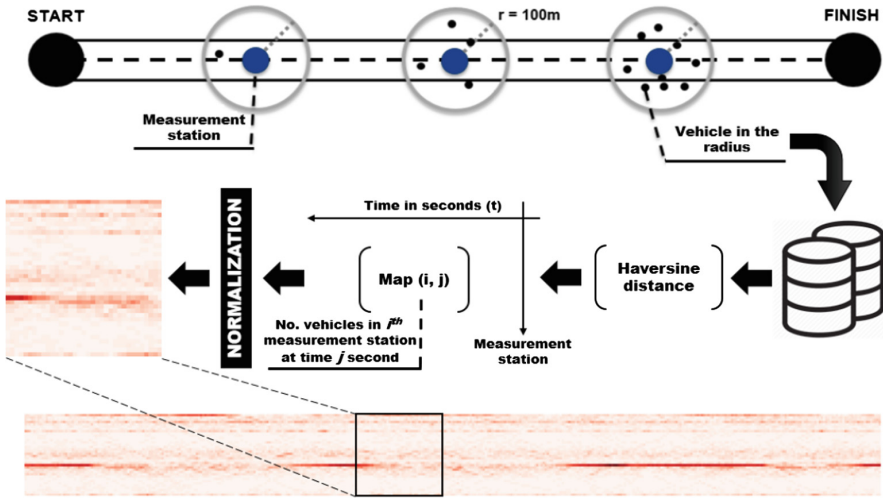 START
r = 100m
FINISH
Measurement
station
Vehicle in the
radius
Time in seconds (t)
NORMALIZATION
Map (i, j)
Haversine
distance
No. vehicles in iᵗʰ
measurement station
at time j second
Measurement
station